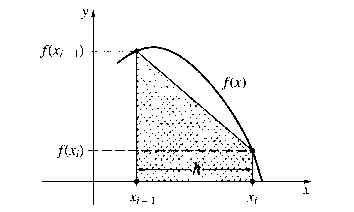 y
f(x_{i-1})
f(x)
f(x_i)
h
x
x_{i-1} x_i